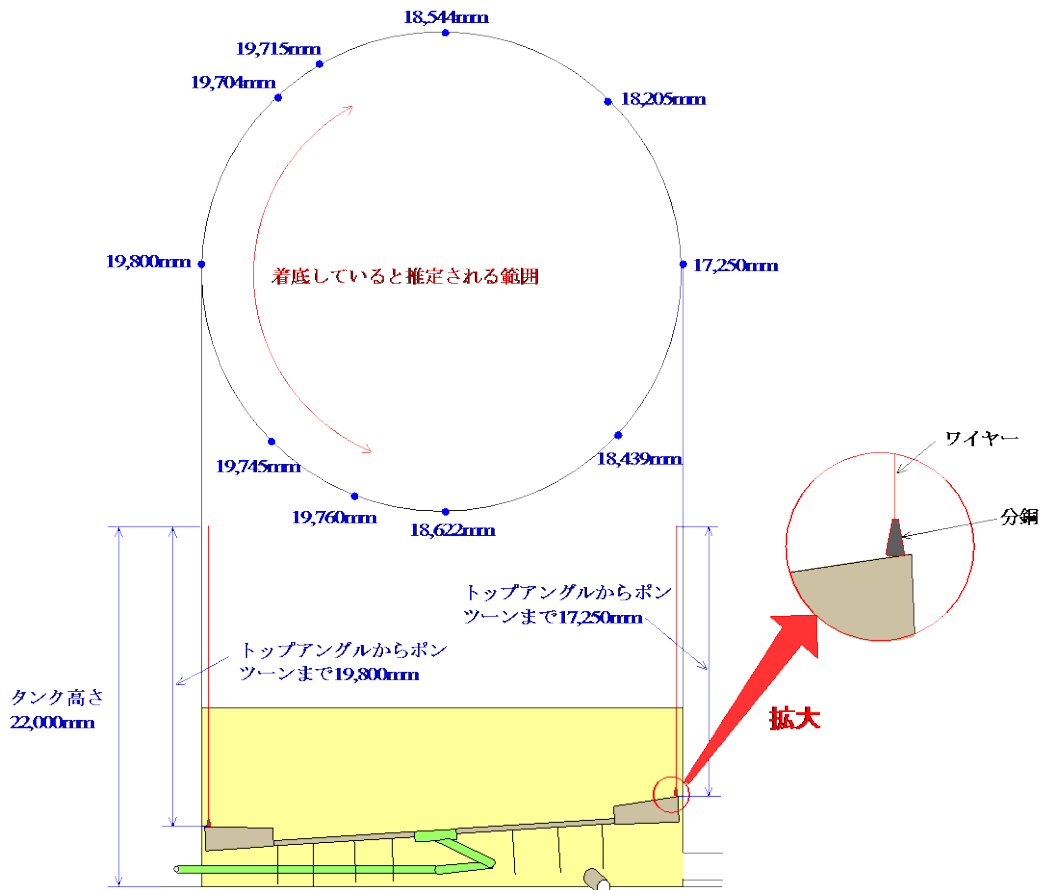 18,544mm
19,715mm
19,704mm
18,205mm
19,800mm
着底していると推定される範囲
17,250mm
19,745mm
18,439mm
19,760mm
18,622mm
ワイヤー
分銅
トップアングルからポン
ツーンまで17,250mm
トップアングルからポン
ツーンまで19,800mm
タンク高さ
22,000mm
拡大